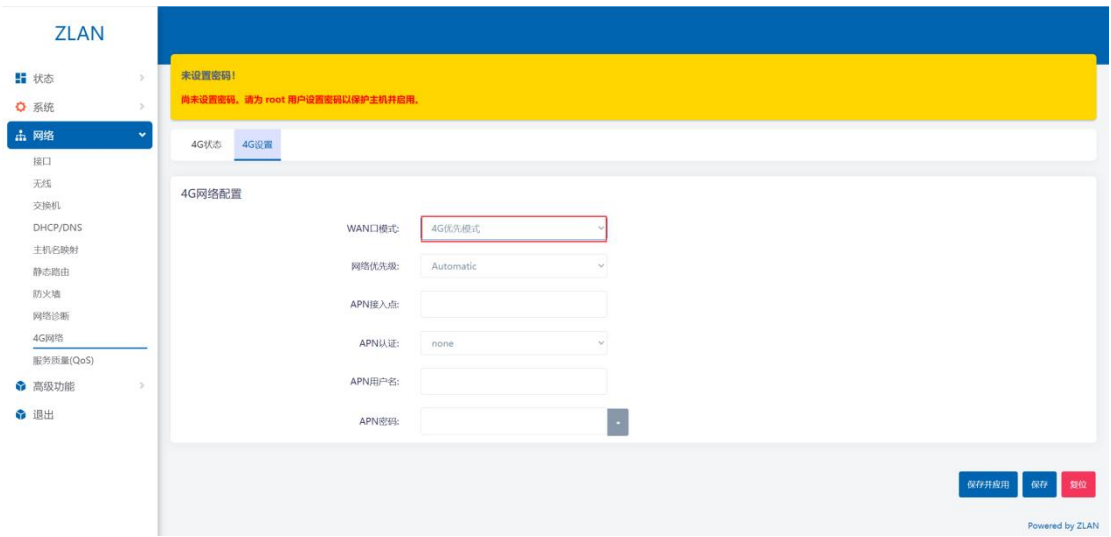 ZLAN
状态
系统
网络
接口
无线
交换机
DHCP/DNS
主机名映射
静态路由
防火墙
网络诊断
4G网络
服务质量(QoS)
高级功能
退出
未设置密码!
尚未设置密码。请为 root 用户设置密码以保护主机并启用。
4G状态 4G设置
4G网络配置
WAN口模式: 4G优先模式
网络优先级: Automatic
APN接入点:
APN认证: none
APN用户名:
APN密码:
保存并应用 保存 复位
Powered by ZLAN